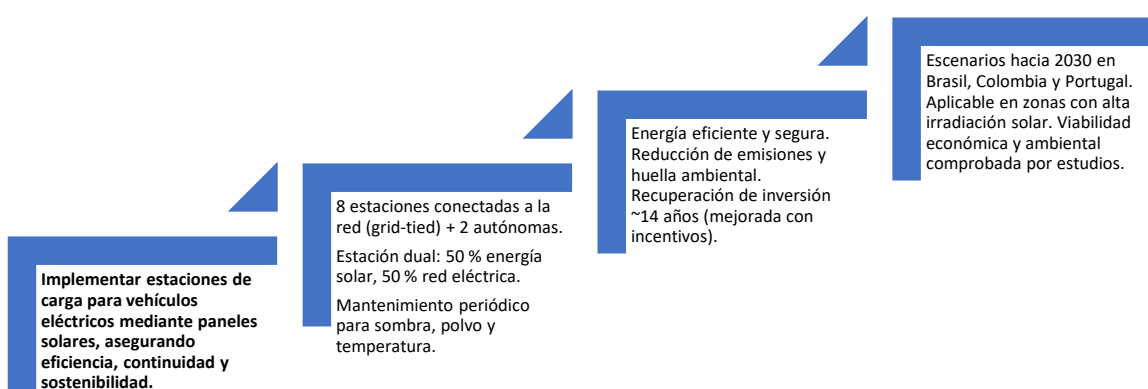 Implementar estaciones de
carga para vehículos
eléctricos mediante paneles
solares, asegurando
eficiencia, continuidad y
sostenibilidad.
8 estaciones conectadas a la
red (grid-tied) + 2 autónomas.
Estación dual: 50 % energía
solar, 50 % red eléctrica.
Mantenimiento periódico
para sombra, polvo y
temperatura.
Energía eficiente y segura.
Reducción de emisiones y
huella ambiental.
Recuperación de inversión
~14 años (mejorada con
incentivos).
Escenarios hacia 2030 en
Brasil, Colombia y Portugal.
Aplicable en zonas con alta
irradiación solar. Viabilidad
económica y ambiental
comprobada por estudios.